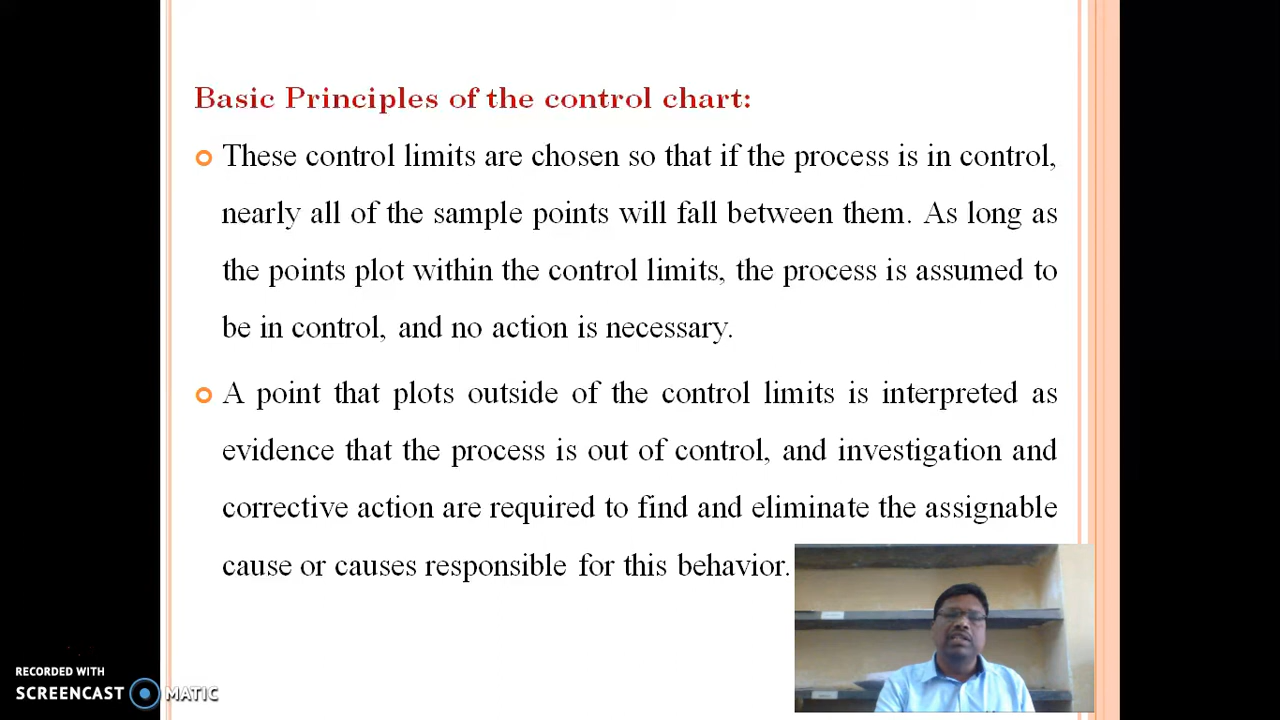 Basic Principles of the control chart:
These control limits are chosen so that if the process is in control,
nearly all of the sample points will fall between them. As long as
the points plot within the control limits, the process is assumed to
be in control, and no action is necessary.
A point that plots outside of the control limits is interpreted as
evidence that the process is out of control, and investigation and
corrective action are required to find and eliminate the assignable
cause or causes responsible for this behavior.
RECORDED WITH
SCREENCAST MATIC